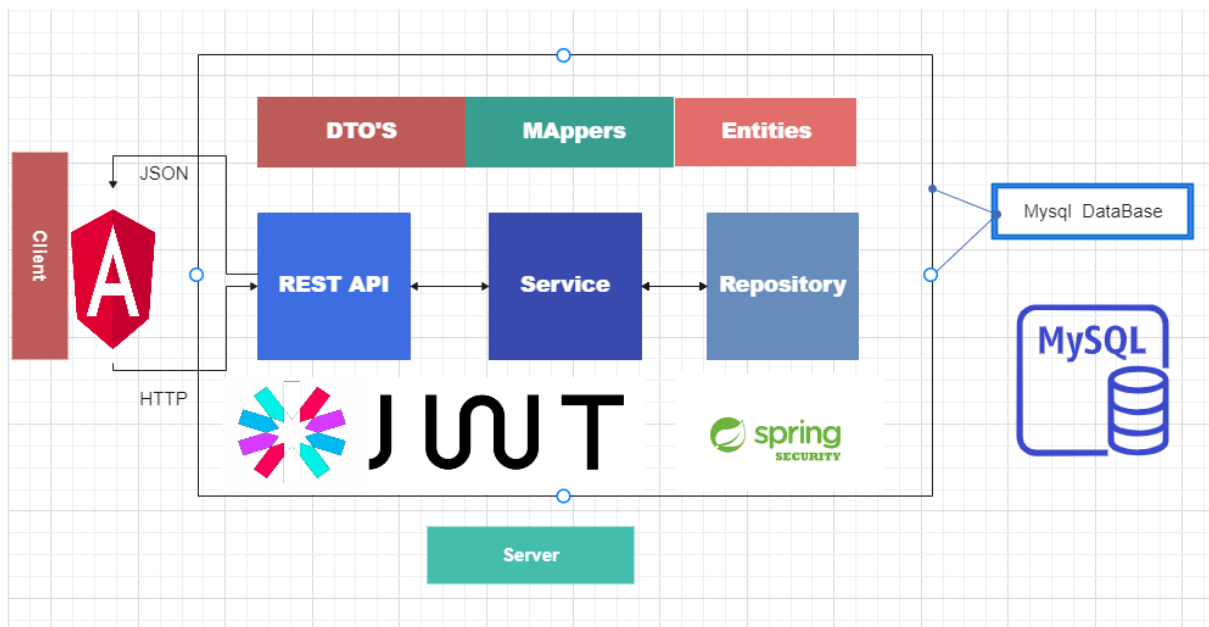 DTO'S
MAppers
Entities
JSON
Client
Mysql DataBase
REST API
Service
Repository
MySQL
HTTP
JWT
spring
SECURITY
Server